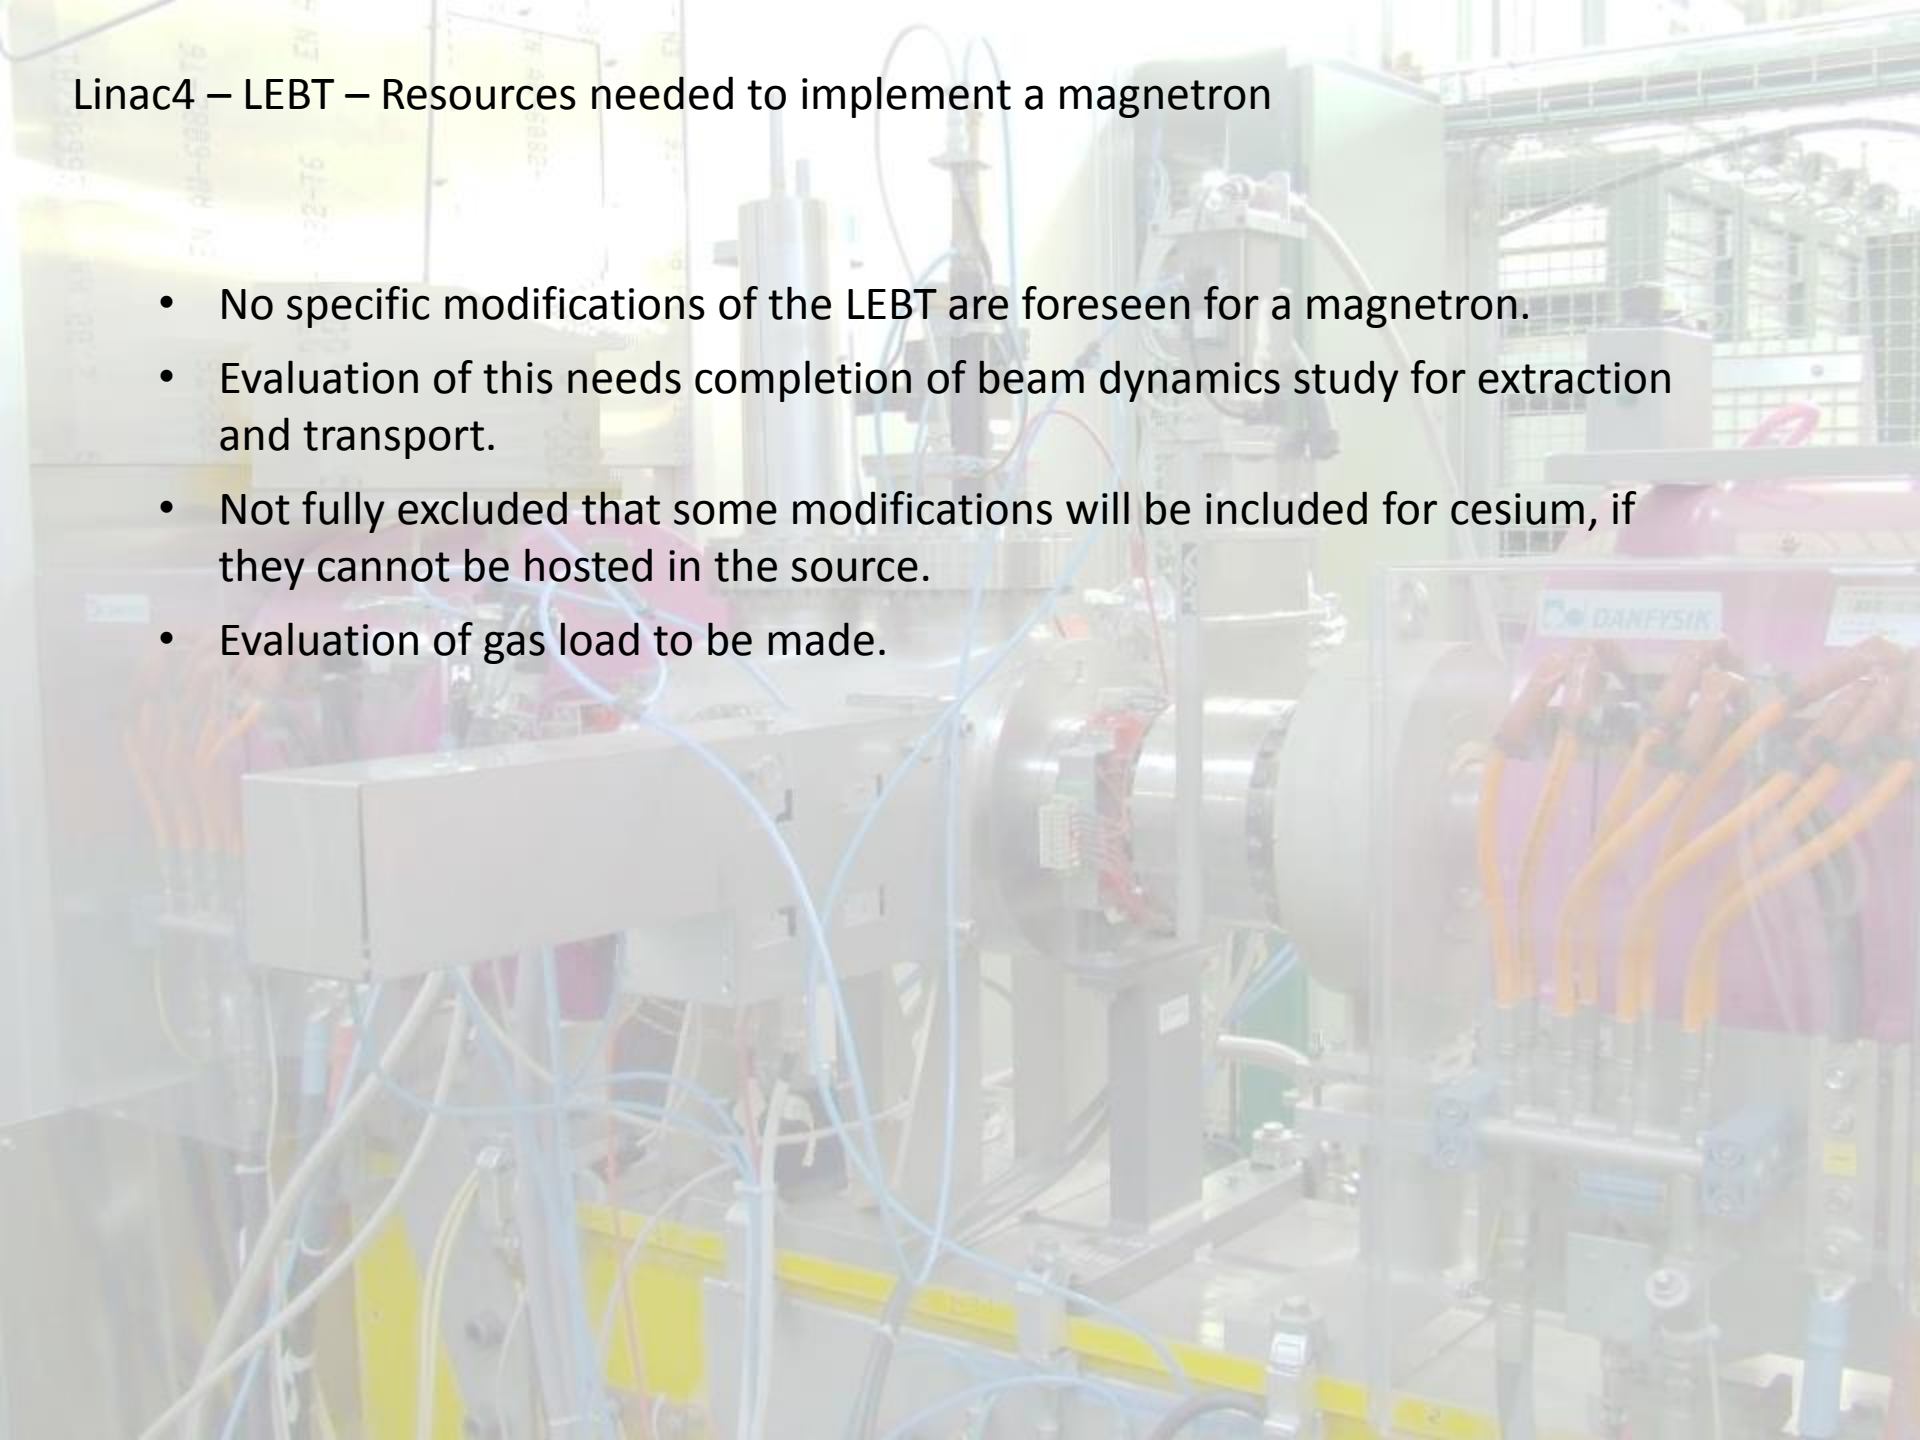 Linac4 – LEBT – Resources needed to implement a magnetron
• No specific modifications of the LEBT are foreseen for a magnetron.
• Evaluation of this needs completion of beam dynamics study for extraction
and transport.
• Not fully excluded that some modifications will be included for cesium, if
they cannot be hosted in the source.
• Evaluation of gas load to be made.
DANFYSIK